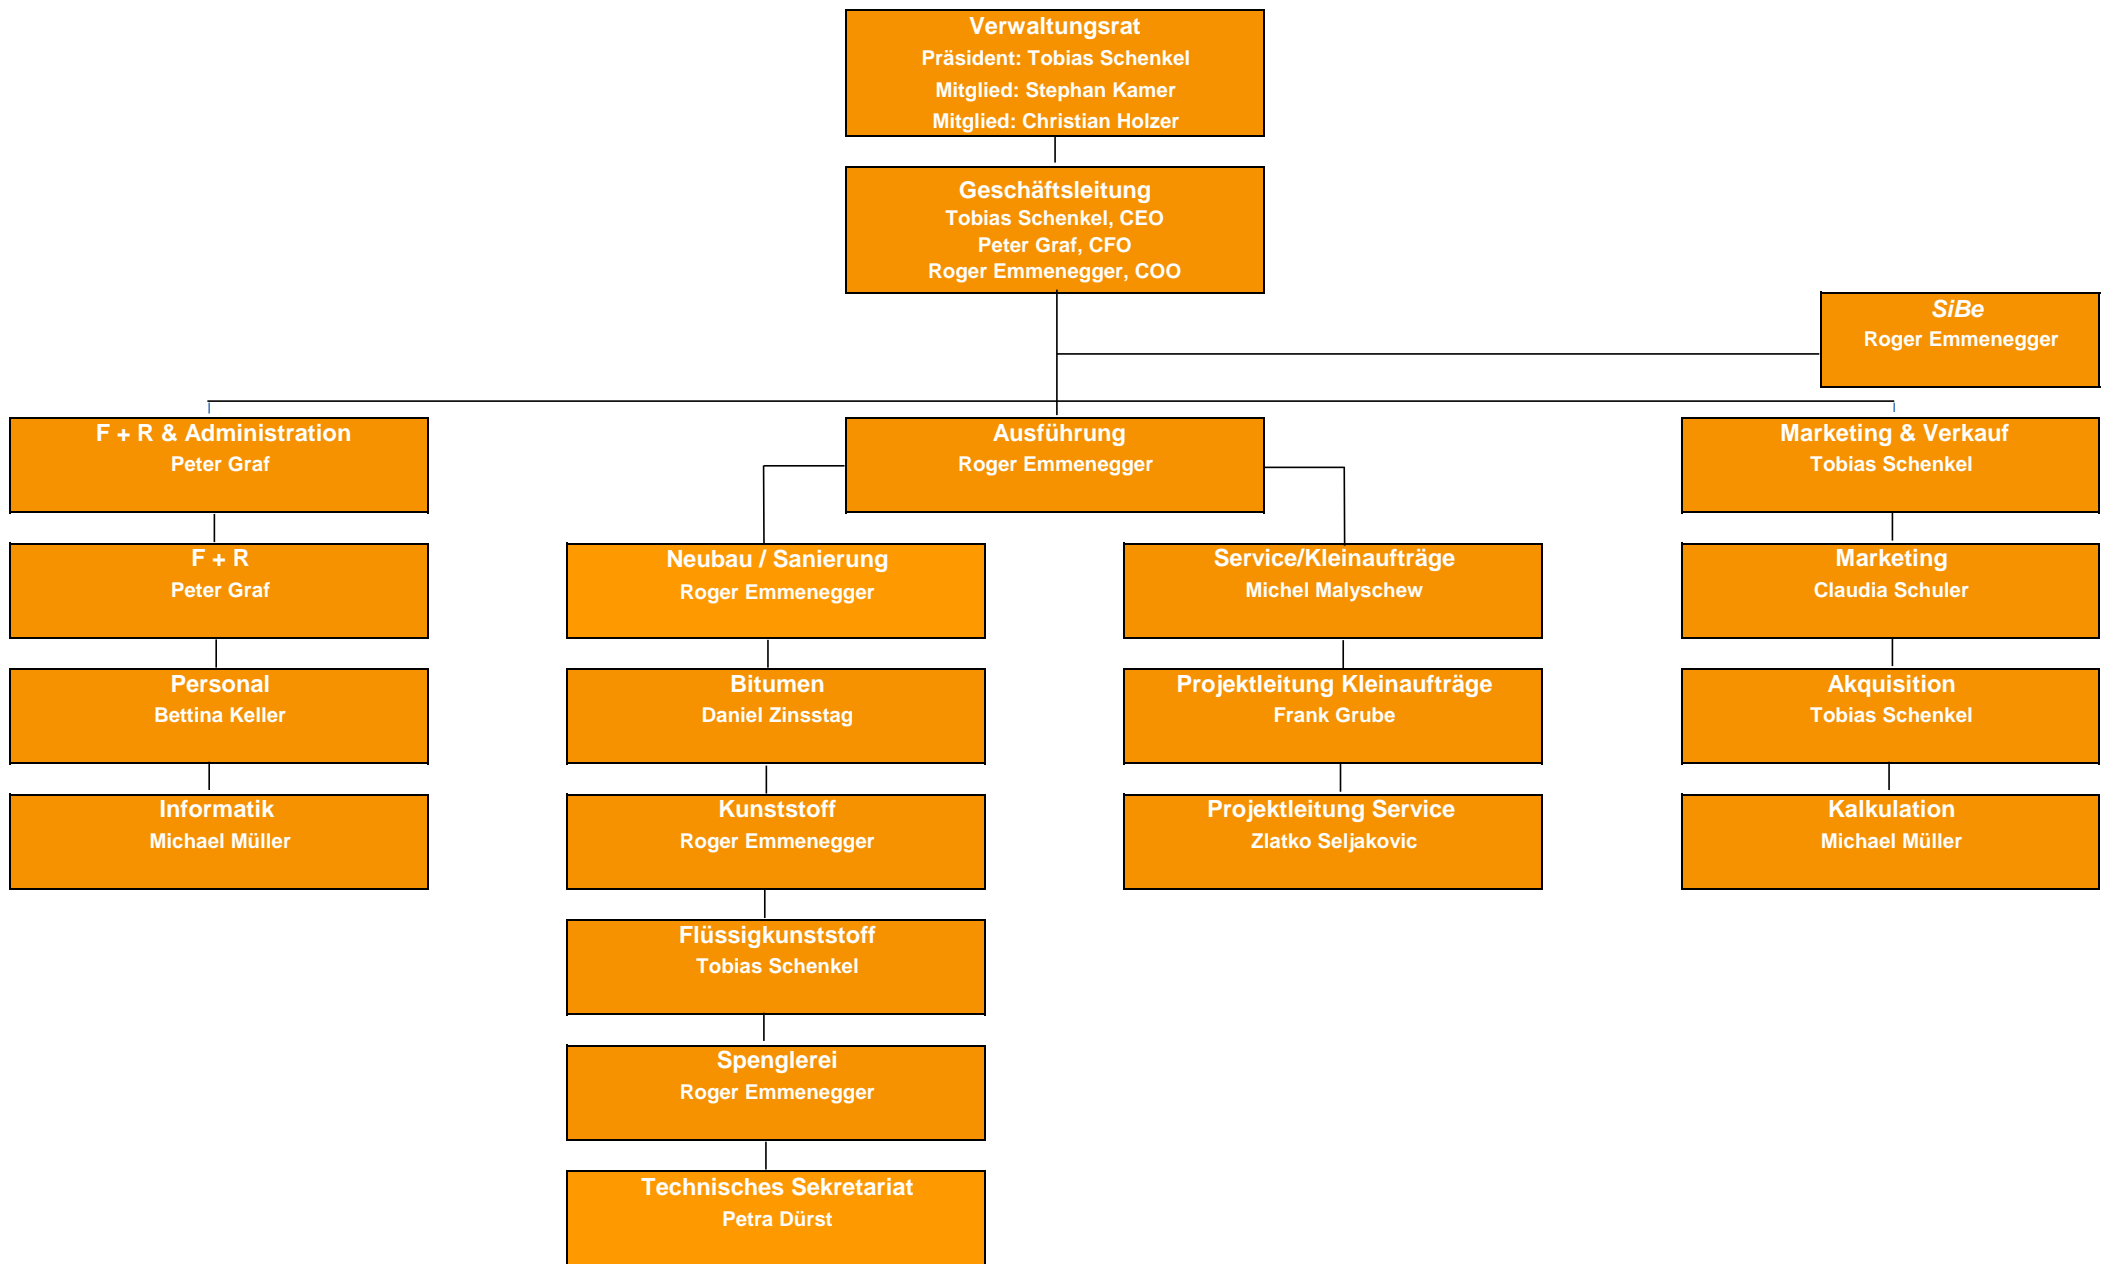 Verwaltungsrat
Präsident: Tobias Schenkel
Mitglied: Stephan Kamer
Mitglied: Christian Holzer
Geschäftsleitung
Tobias Schenkel, CEO
Peter Graf, CFO
Roger Emmenegger, COO
SiBe
Roger Emmenegger
F + R & Administration
Peter Graf
Ausführung
Roger Emmenegger
Marketing & Verkauf
Tobias Schenkel
F + R
Peter Graf
Neubau / Sanierung
Roger Emmenegger
Service/Kleinaufträge
Michel Malyschew
Marketing
Claudia Schuler
Personal
Bettina Keller
Bitumen
Daniel Zinsstag
Projektleitung Kleinaufträge
Frank Grube
Akquisition
Tobias Schenkel
Informatik
Michael Müller
Kunststoff
Roger Emmenegger
Projektleitung Service
Zlatko Seljakovic
Kalkulation
Michael Müller
Flüssigkunststoff
Tobias Schenkel
Spenglerei
Roger Emmenegger
Technisches Sekretariat
Petra Dürst